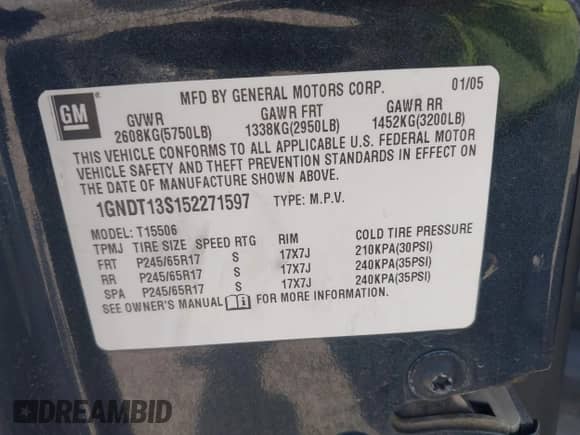 GM
MFD BY GENERAL MOTORS CORP. 01/05
GVWR GAWR FRT GAWR RR
2608KG(5750LB) 1338KG(2950LB) 1452KG(3200LB)
THIS VEHICLE CONFORMS TO ALL APPLICABLE U.S. FEDERAL MOTOR
VEHICLE SAFETY AND THEFT PREVENTION STANDARDS IN EFFECT ON
THE DATE OF MANUFACTURE SHOWN ABOVE.
1GNDT13S152271597 TYPE: M.P.V.
MODEL: T15506
TPMJ TIRE SIZE SPEED RTG RIM COLD TIRE PRESSURE
FRT P245/65R17 S 17X7J 210KPA(30PSI)
RR P245/65R17 S 17X7J 240KPA(35PSI)
SPA P245/65R17 S 17X7J 240KPA(35PSI)
SEE OWNER'S MANUAL FOR MORE INFORMATION.
DREAMBID